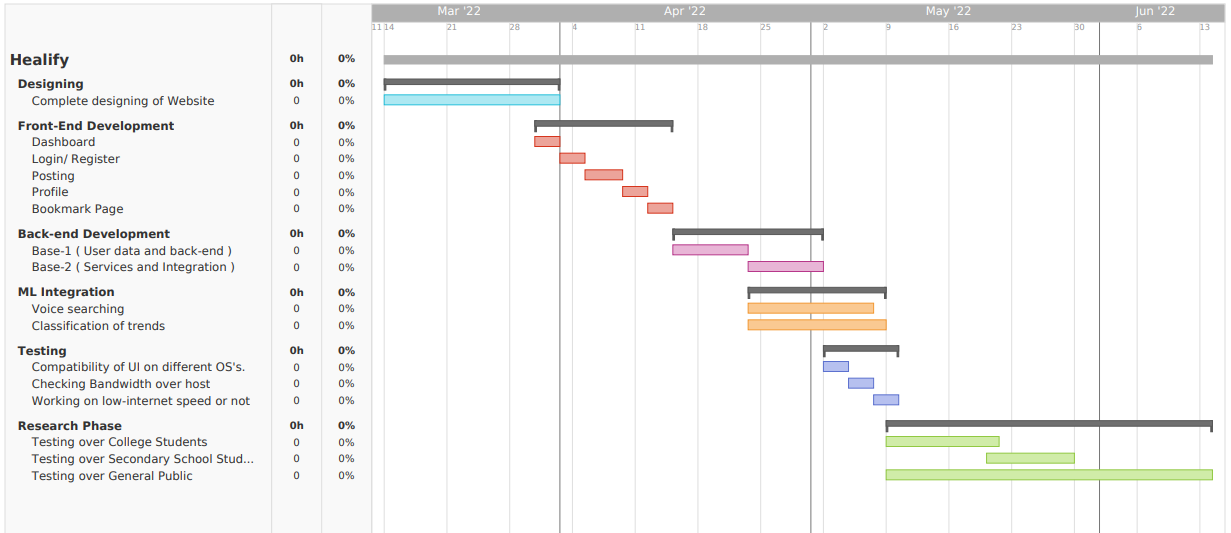 Mar '22 Apr '22 May '22 Jun '22
11 14 21 28 4 11 18 25 2 9 16 23 30 6 13
Healify 0h 0%
Designing 0h 0%
Complete designing of Website 0 0%
Front-End Development 0h 0%
Dashboard 0 0%
Login/ Register 0 0%
Posting 0 0%
Profile 0 0%
Bookmark Page 0 0%
Back-end Development 0h 0%
Base-1 ( User data and back-end ) 0 0%
Base-2 ( Services and Integration ) 0 0%
ML Integration 0h 0%
Voice searching 0 0%
Classification of trends 0 0%
Testing 0h 0%
Compatibility of UI on different OS's. 0 0%
Checking Bandwidth over host 0 0%
Working on low-internet speed or not 0 0%
Research Phase 0h 0%
Testing over College Students 0 0%
Testing over Secondary School Stud... 0 0%
Testing over General Public 0 0%